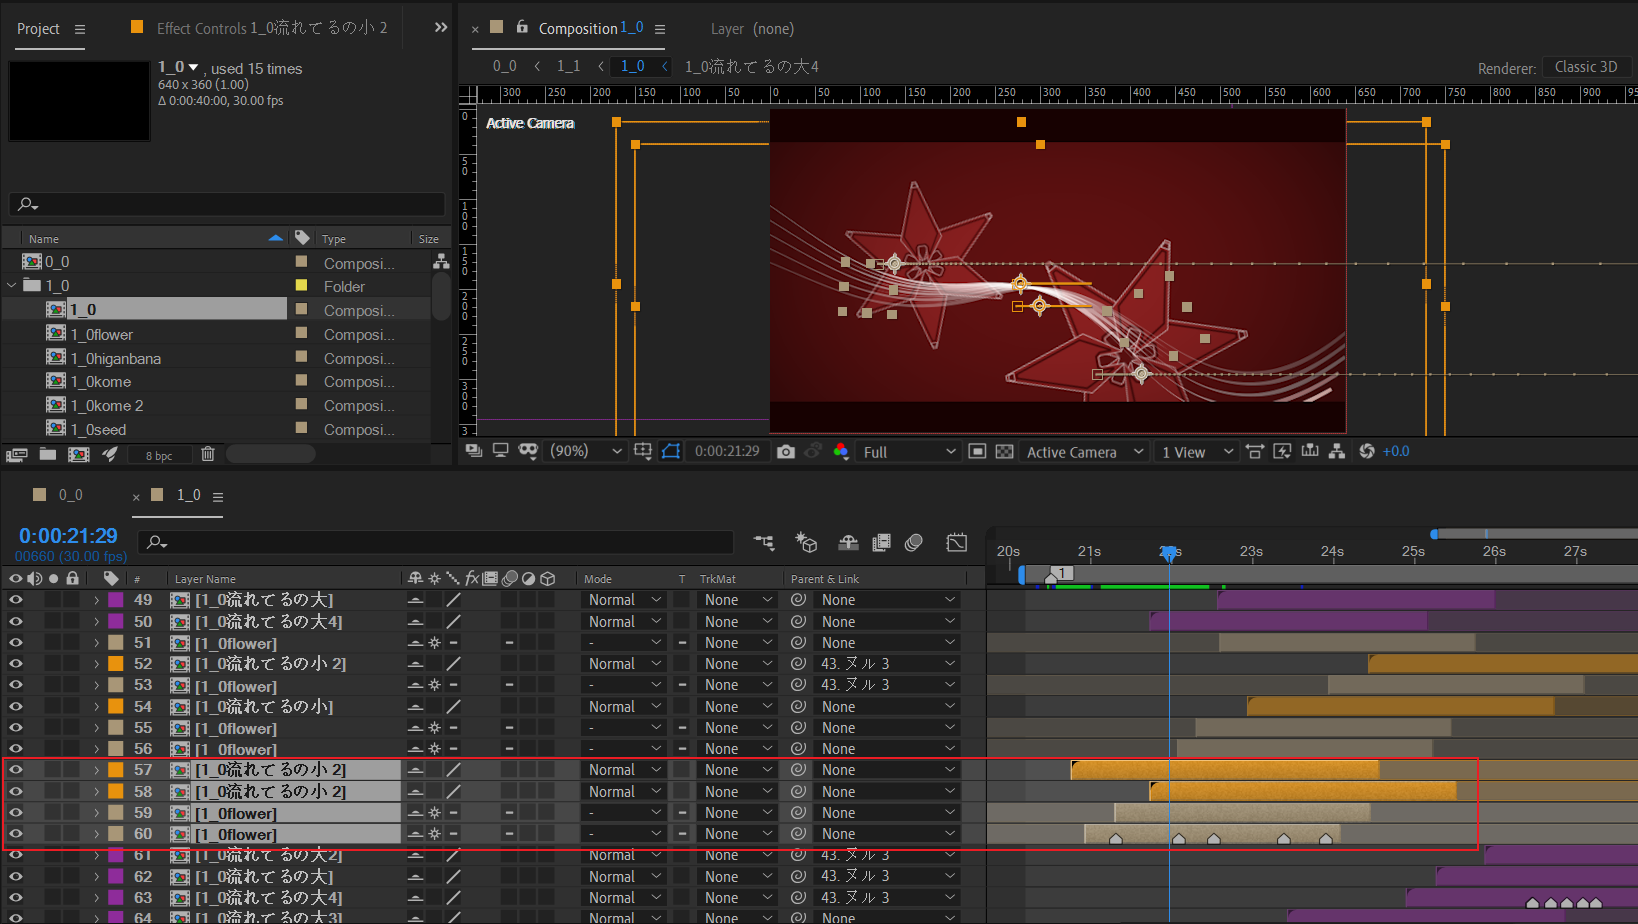 Project
Effect Controls 1_0流れてるの小 2
1_0 , used 15 times
640 x 360 (1.00)
Δ 0:00:40:00, 30.00 fps
Name Type Size
0_0 Composi...
1_0 Folder
1_0 Composi...
1_0flower Composi...
1_0higanbana Composi...
1_0kome Composi...
1_0kome 2 Composi...
1_0seed Composi...
8 bpc
Composition 1_0
Layer (none)
0_0 < 1_1 < 1_0 < 1_0流れてるの大4
Renderer: Classic 3D
300 250 200 150 100 50 0 50 100 150 200 250 300 350 400 450 500 550 600 650 700 750 800 850 900 95
0 50 100 150 200 250 300 3
Active Camera
(90%) 0:00:21:29 Full Active Camera 1 View +0.0
0_0
1_0
0:00:21:29
00660 (30.00 fps)
20s 21s 23s 24s 25s 26s 27s
1
# Layer Name fx Mode T TrkMat Parent & Link
49 [1_0流れてるの大] Normal None None
50 [1_0流れてるの大4] Normal None None
51 [1_0flower] - None None
52 [1_0流れてるの小 2] Normal None 43. ヌル 3
53 [1_0flower] - None 43. ヌル 3
54 [1_0流れてるの小] Normal None None
55 [1_0flower] - None None
56 [1_0flower] - None None
57 [1_0流れてるの小 2] Normal None None
58 [1_0流れてるの小 2] Normal None None
59 [1_0flower] - None None
60 [1_0flower] - None None
61 [1_0流れてるの大2] Normal None 43. ヌル 3
62 [1_0流れてるの大] Normal None 43. ヌル 3
63 [1_0流れてるの大4] Normal None 43. ヌル 3
64 [1_0流れてるの大3] Normal None None